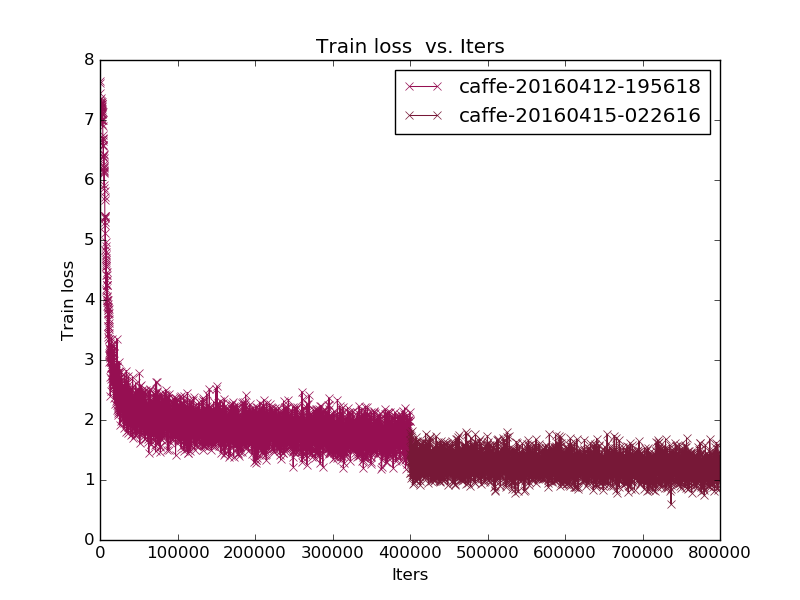 Train loss  vs. Iters
caffe-20160412-195618
caffe-20160415-022616
Train loss
8
7
6
5
4
3
2
1
0
0 100000 200000 300000 400000 500000 600000 700000 800000
Iters